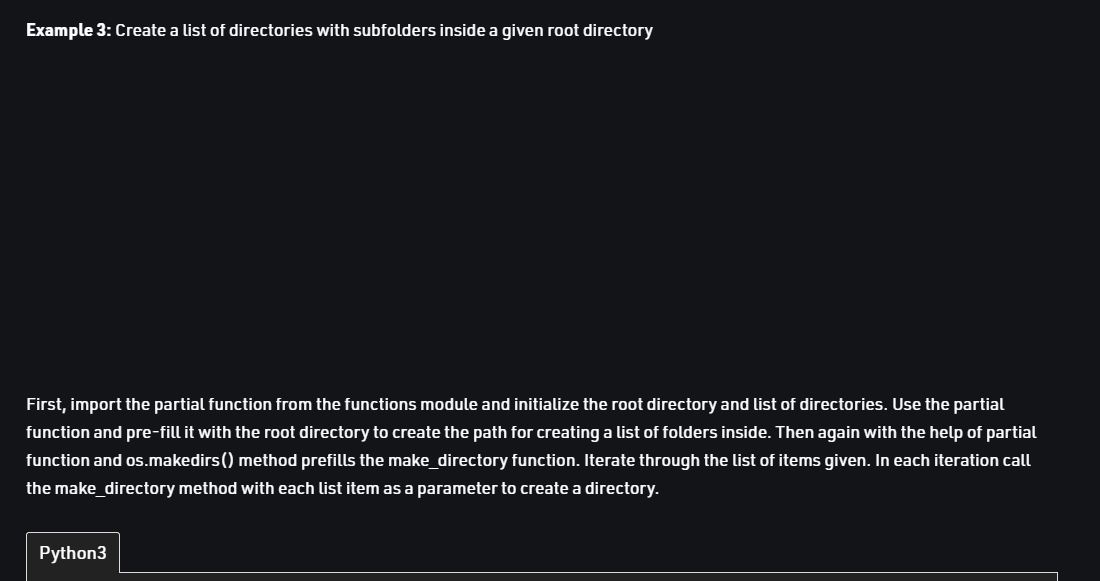 Example 3: Create a list of directories with subfolders inside a given root directory
First, import the partial function from the functions module and initialize the root directory and list of directories. Use the partial
function and pre-fill it with the root directory to create the path for creating a list of folders inside. Then again with the help of partial
function and os.makedirs() method prefills the make_directory function. Iterate through the list of items given. In each iteration call
the make_directory method with each list item as a parameter to create a directory.
Python3